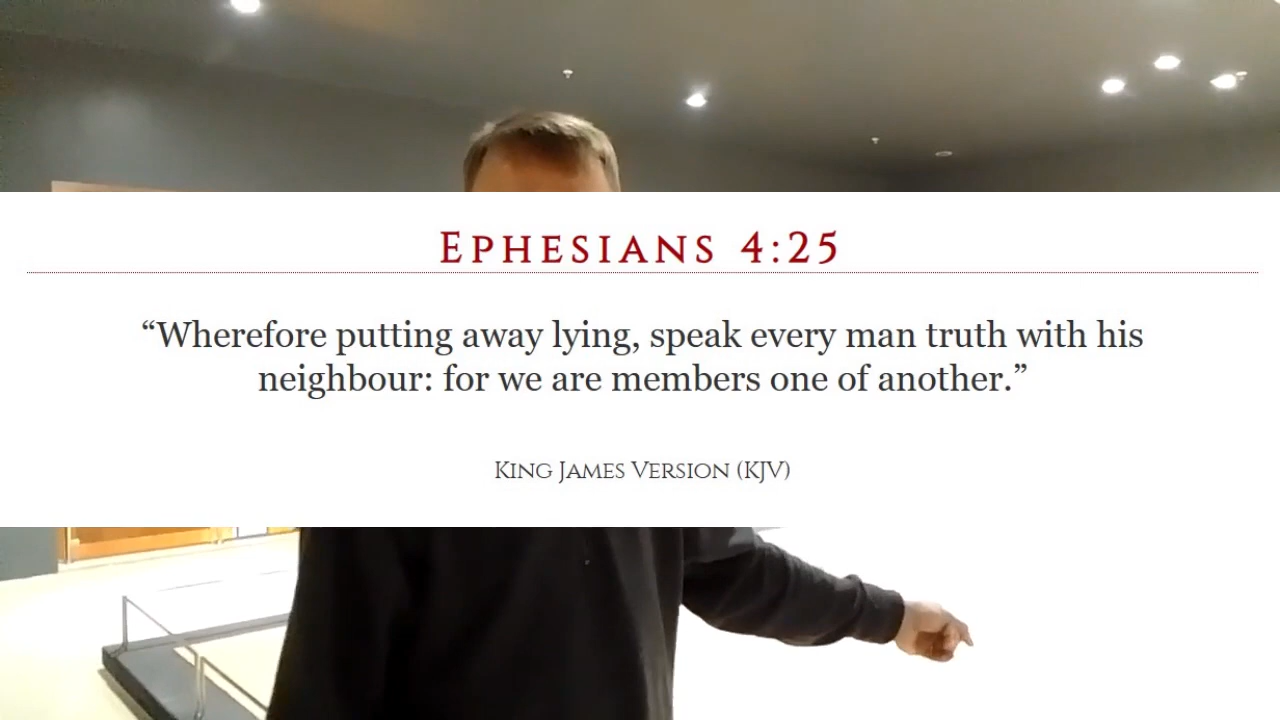 Ephesians 4:25
“Wherefore putting away lying, speak every man truth with his
neighbour: for we are members one of another.”
King James Version (KJV)